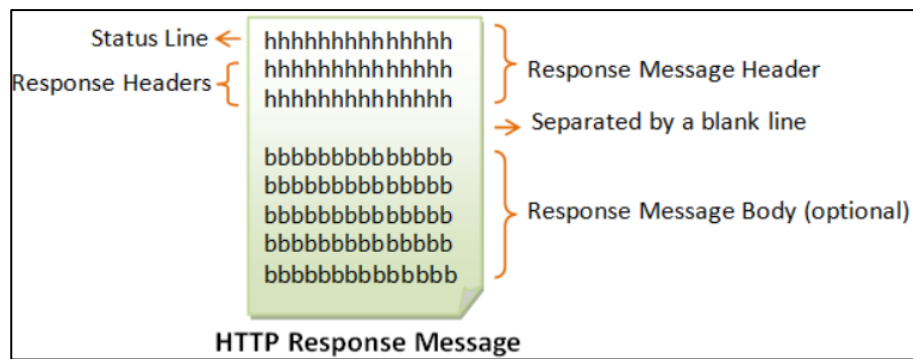 Status Line
hhhhhhhhhhhhhh
Response Headers
hhhhhhhhhhhhhh
hhhhhhhhhhhhhh
Response Message Header
Separated by a blank line
bbbbbbbbbbbbbb
bbbbbbbbbbbbbb
bbbbbbbbbbbbbb
bbbbbbbbbbbbbb
bbbbbbbbbbbbbb
Response Message Body (optional)
HTTP Response Message